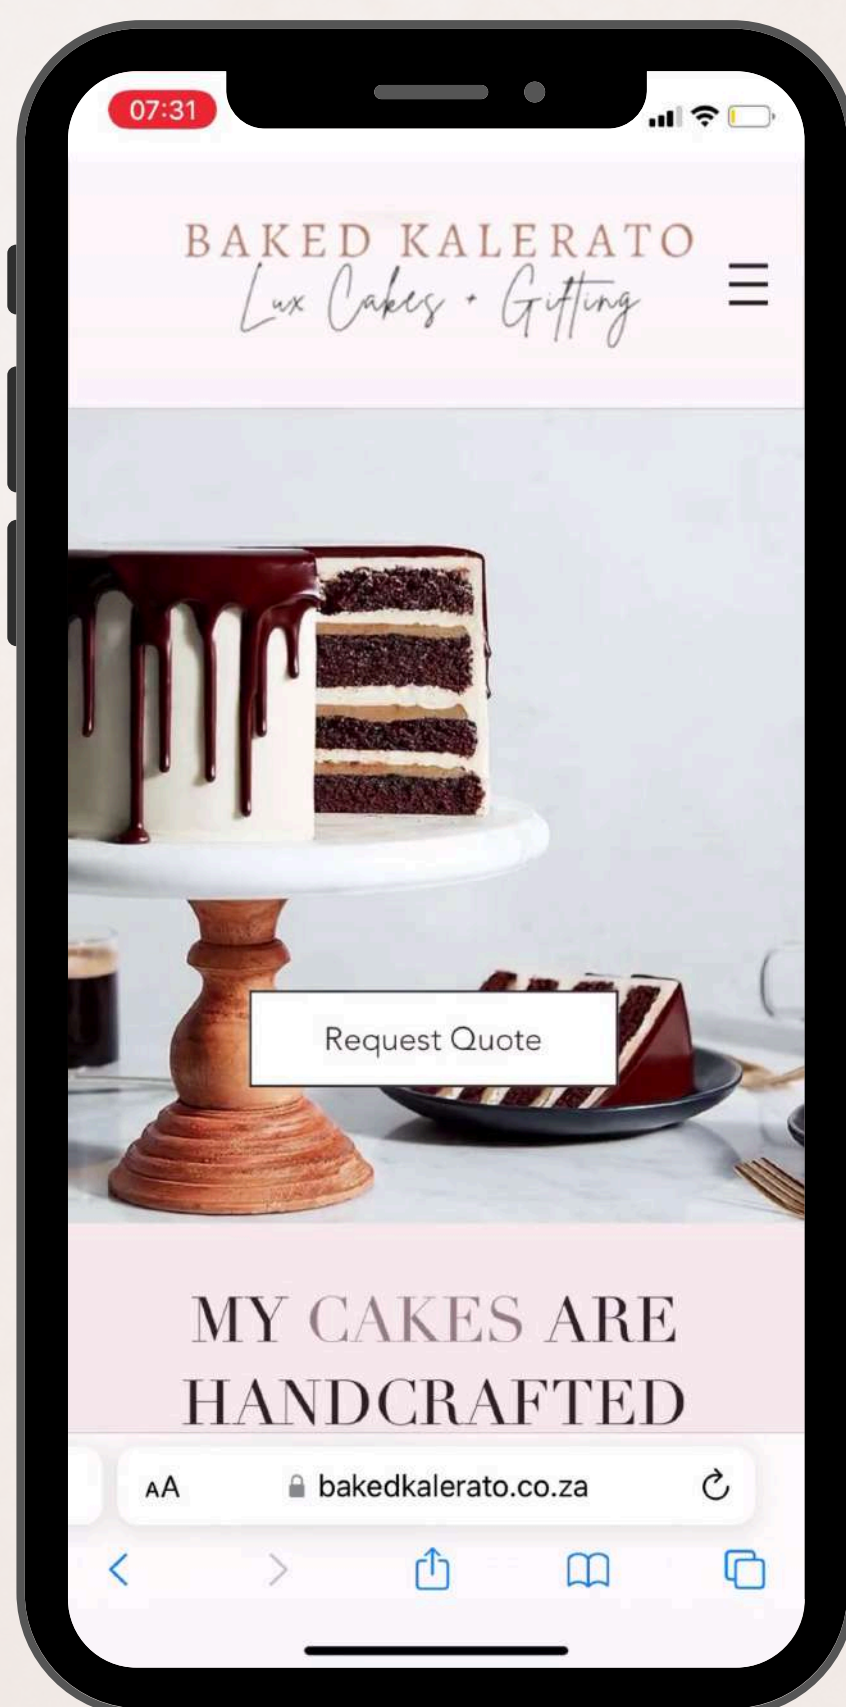 07:31
BAKED KALERATO
Lux Cakes + Gifting
Request Quote
MY CAKES ARE
HANDCRAFTED
AA
bakedkalerato.co.za